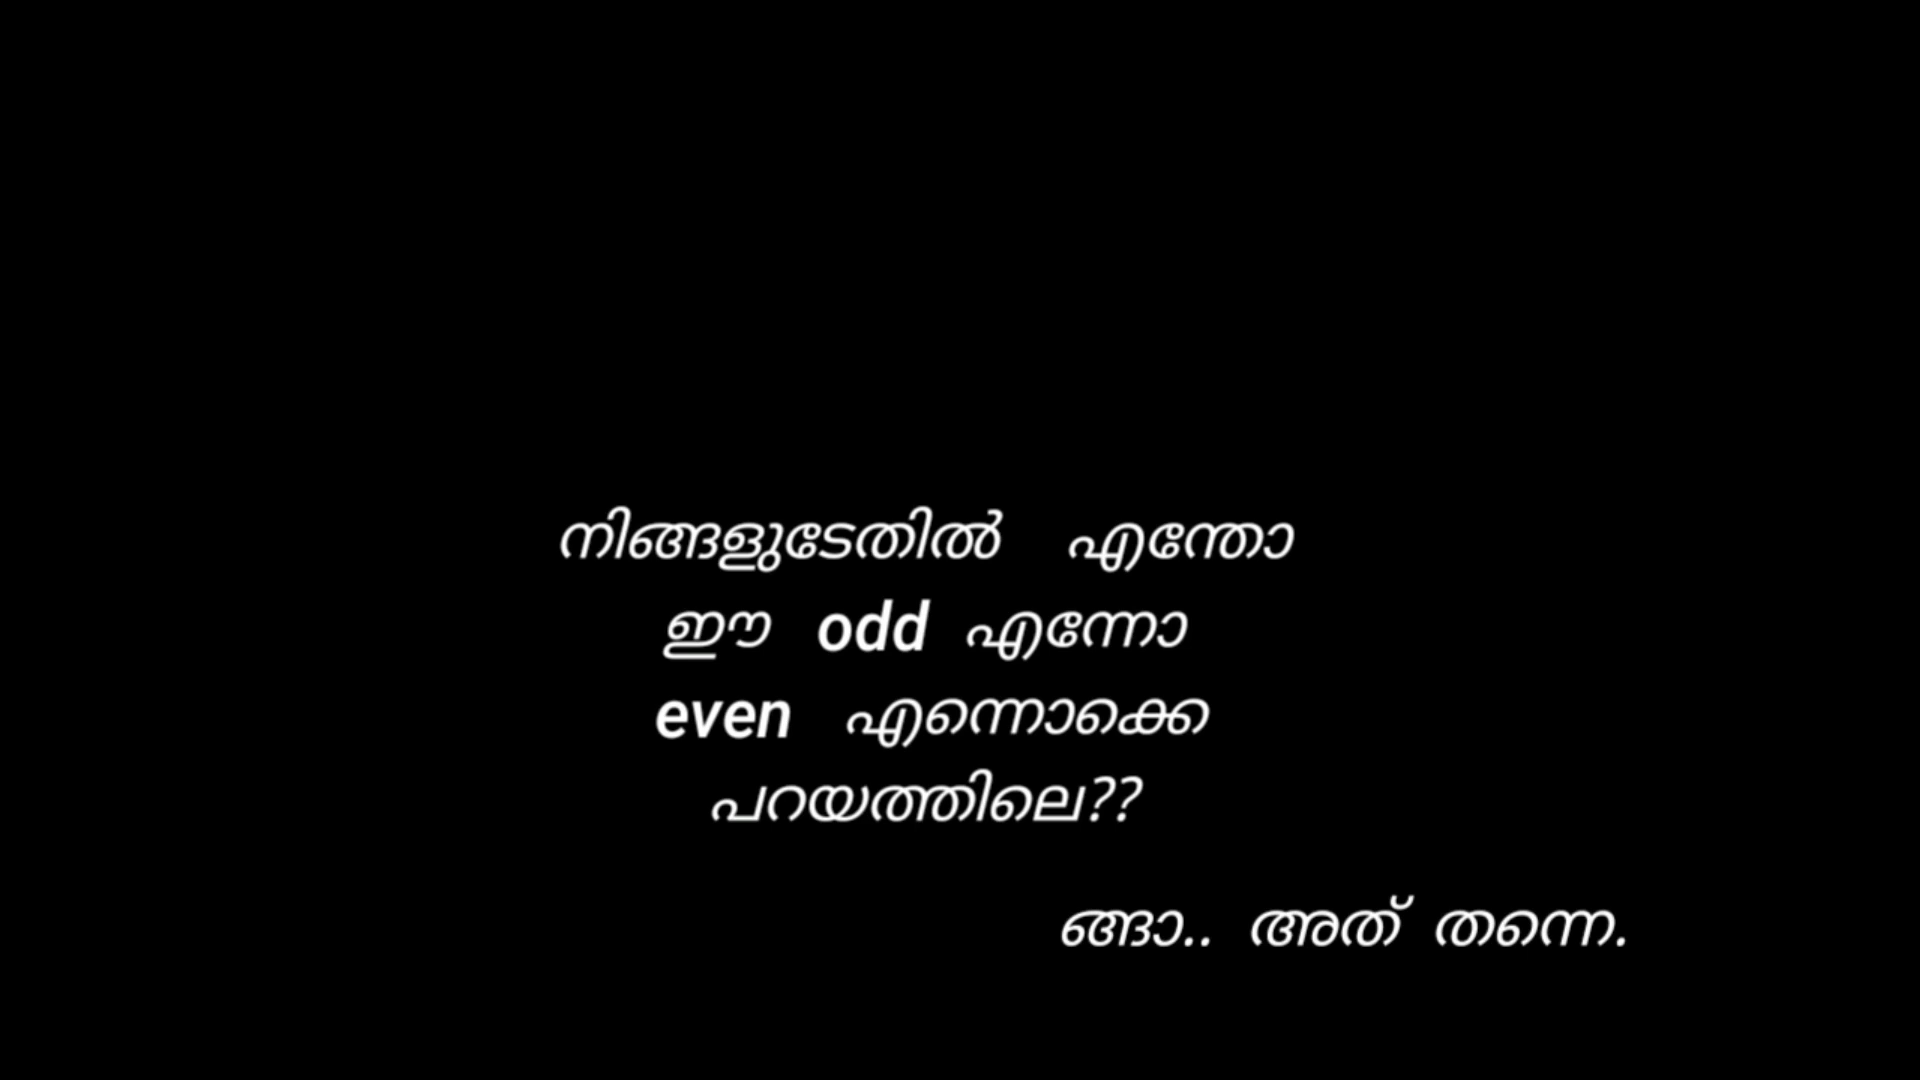 നിങ്ങളുടേതിൽ എന്തോ
ഈ odd എന്നോ
even എന്നൊക്കെ
പറയത്തിലെ??
ങ്ങാ.. അത് തന്നെ.